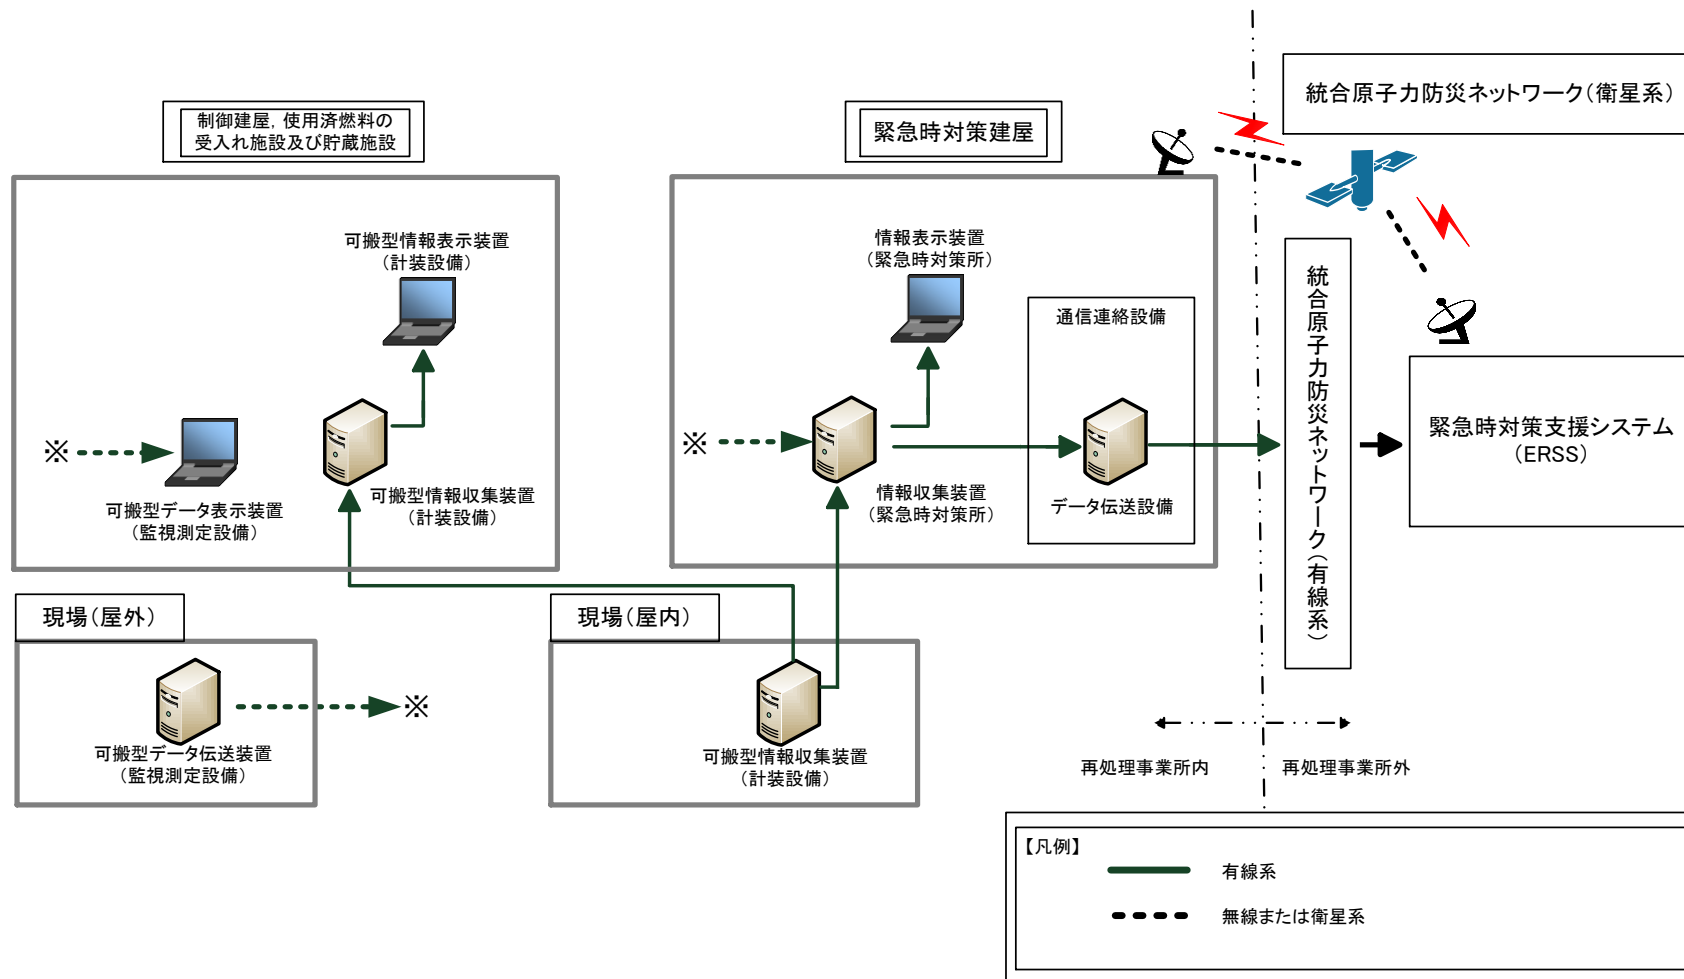 統合原子力防災ネットワーク（衛星系）
制御建屋，使用済燃料の
受入れ施設及び貯蔵施設
緊急時対策建屋
可搬型情報表示装置
（計装設備）
情報表示装置
（緊急時対策所）
通信連絡設備
統合原子力防災ネットワーク（有線系）
緊急時対策支援システム
（ERSS）
※
※
可搬型データ表示装置
（監視測定設備）
可搬型情報収集装置
（計装設備）
情報収集装置
（緊急時対策所）
データ伝送設備
現場（屋外）
現場（屋内）
※
可搬型データ伝送装置
（監視測定設備）
可搬型情報収集装置
（計装設備）
再処理事業所内
再処理事業所外
【凡例】
有線系
無線または衛星系